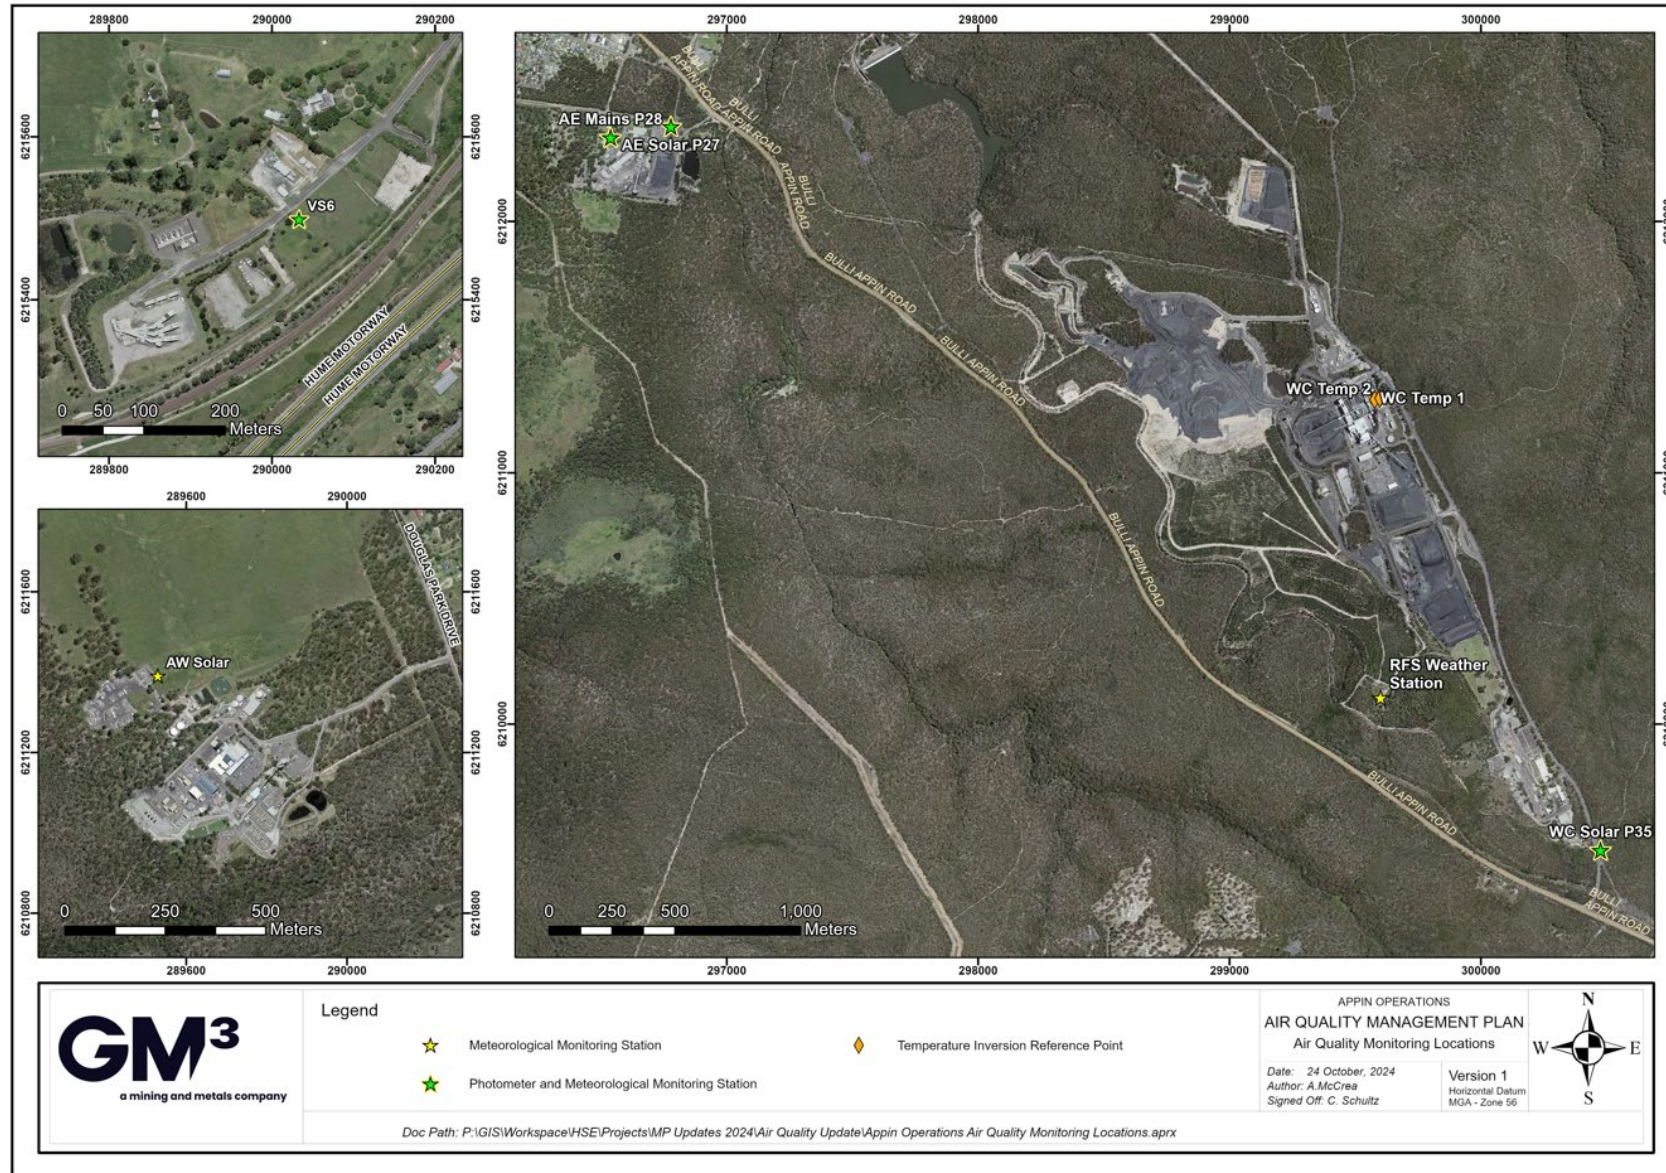 289800 290000 290200
297000 298000 299000 300000
6215600
6215600
6215400
6215400
VS6
HUME MOTORWAY
HUME MOTORWAY
0 50 100 200
Meters
289800 290000 290200
289600 290000
6211600
6211600
6211200
6211200
6210800
6210800
DOUGLAS PARK DRIVE
AW Solar
0 250 500
Meters
289600 290000
BULLI
APPIN ROAD
BULLI
APPIN ROAD
AE Mains P28
AE Solar P27
BULLI
APPIN ROAD
6212000
BULLI APPIN ROAD
BULLI APPIN ROAD
WC Temp 2
WC Temp 1
6211000
BULLI APPIN ROAD
RFS Weather
Station
6210000
BULLI APPIN ROAD
WC Solar P35
BULLI
APPIN ROAD
0 250 500 1,000
Meters
297000 298000 299000 300000
GM³
a mining and metals company
Legend
Meteorological Monitoring Station
Photometer and Meteorological Monitoring Station
Temperature Inversion Reference Point
APPIN OPERATIONS
AIR QUALITY MANAGEMENT PLAN
Air Quality Monitoring Locations
Date: 24 October, 2024
Author: A.McCrea
Signed Off: C. Schultz
Version 1
Horizontal Datum
MGA - Zone 56
N
W E
S
Doc Path: P:\GIS\Workspace\HSE\Projects\MP Updates 2024\Air Quality Update\Appin Operations Air Quality Monitoring Locations.aprx